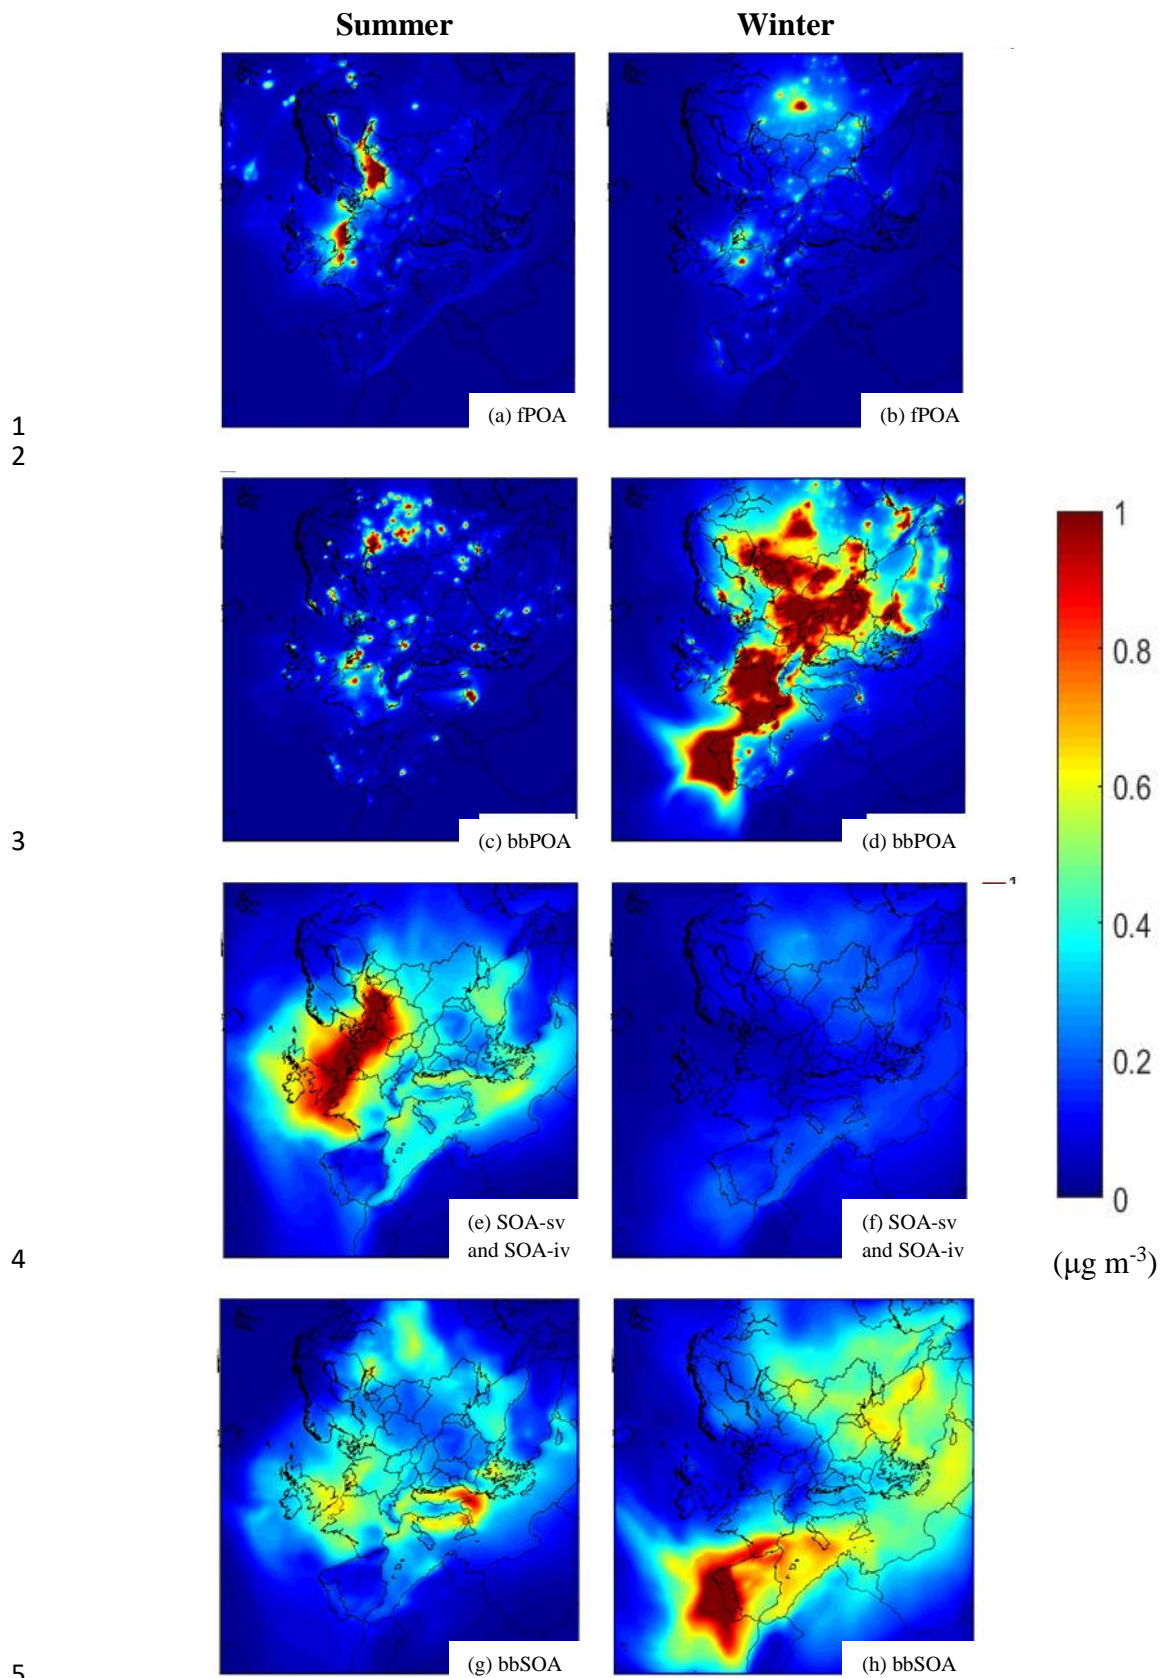 Summer Winter
(a) fPOA (b) fPOA
1
2
(c) bbPOA (d) bbPOA
3
1
0.8
0.6
0.4
0.2
0
(μg m-3)
1
(e) SOA-sv
and SOA-iv
(f) SOA-sv
and SOA-iv
4
(g) bbSOA (h) bbSOA
5